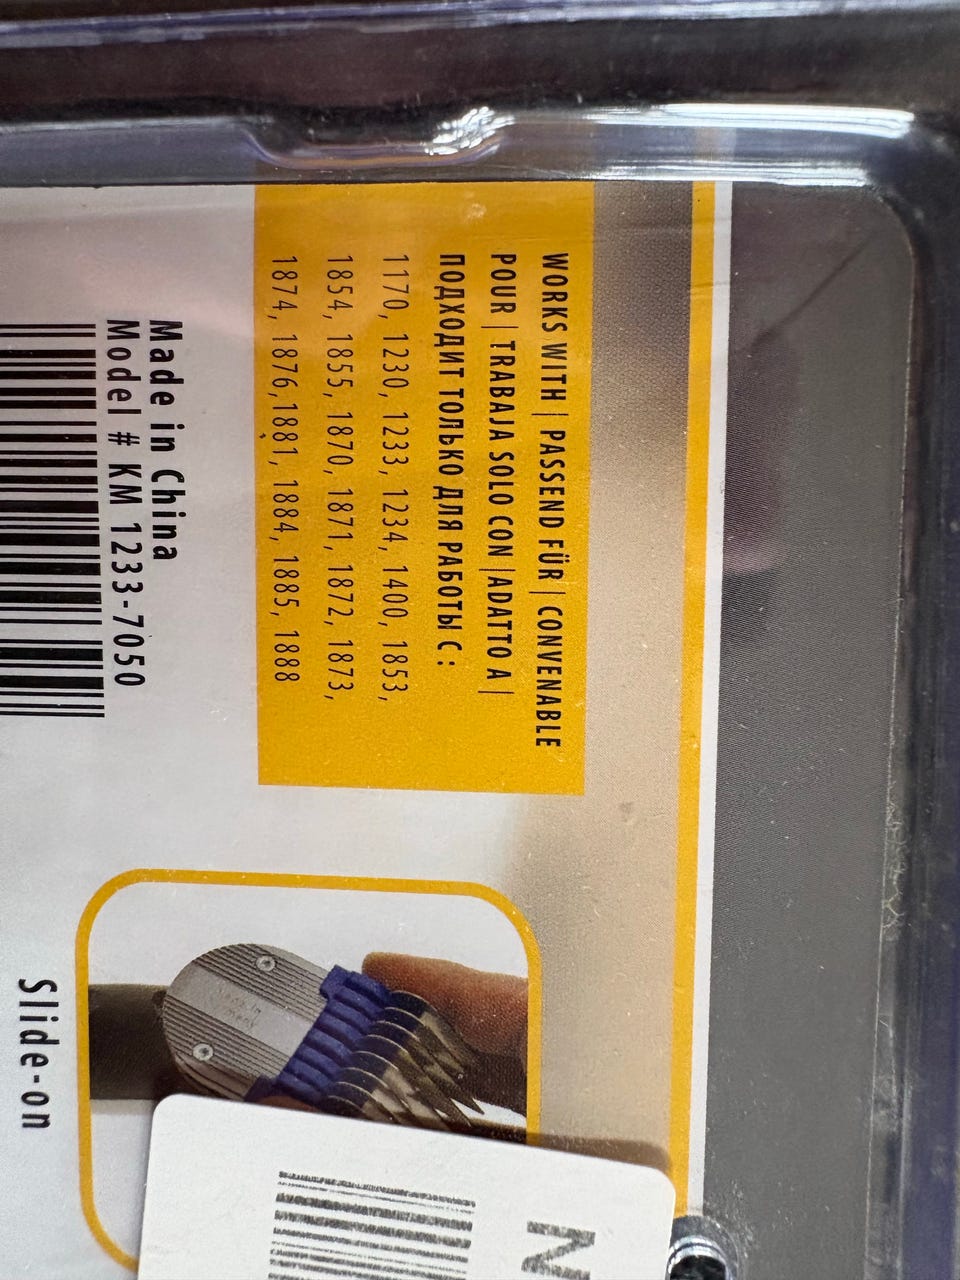 WORKS WITH | PASSEND FÜR | CONVENABLE
POUR | TRABAJA SOLO CON |ADATTO A |
ПОДХОДИТ ТОЛЬКО ДЛЯ РАБОТЫ С :
1170, 1230, 1233, 1234, 1400, 1853,
1854, 1855, 1870, 1871, 1872, 1873,
1874, 1876,1881, 1884, 1885, 1888
Made in China
Model # KM 1233-7050
Slide-on
Made in
N